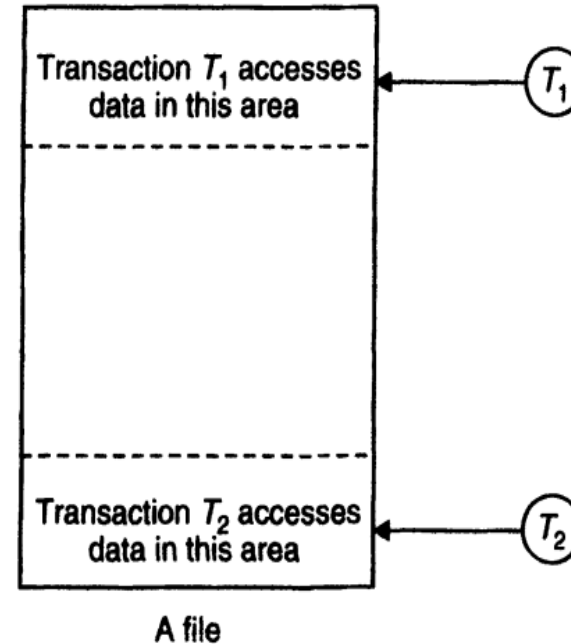 Transaction T₁ accesses
data in this area
T₁
Transaction T₂ accesses
data in this area
T₂
A file